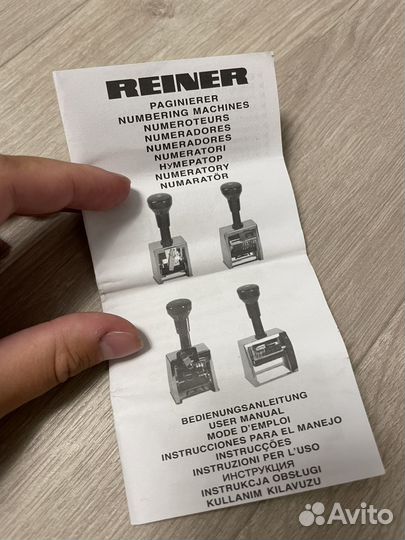 REINER
PAGINIERER
NUMBERING MACHINES
NUMEROTEURS
NUMERADORES
NUMERADORES
NUMERATORI
НУМЕРАТОР
NUMERATORY
NUMARATÖR
BEDIENUNGSANLEITUNG
USER MANUAL
MODE D'EMPLOI
INSTRUCCIONES PARA EL MANEJO
INSTRUCÇÕES
INSTRUZIONI PER L'USO
ИНСТРУКЦИЯ
INSTRUKCJA OBSŁUGI
KULLANIM KILAVUZU
Avito